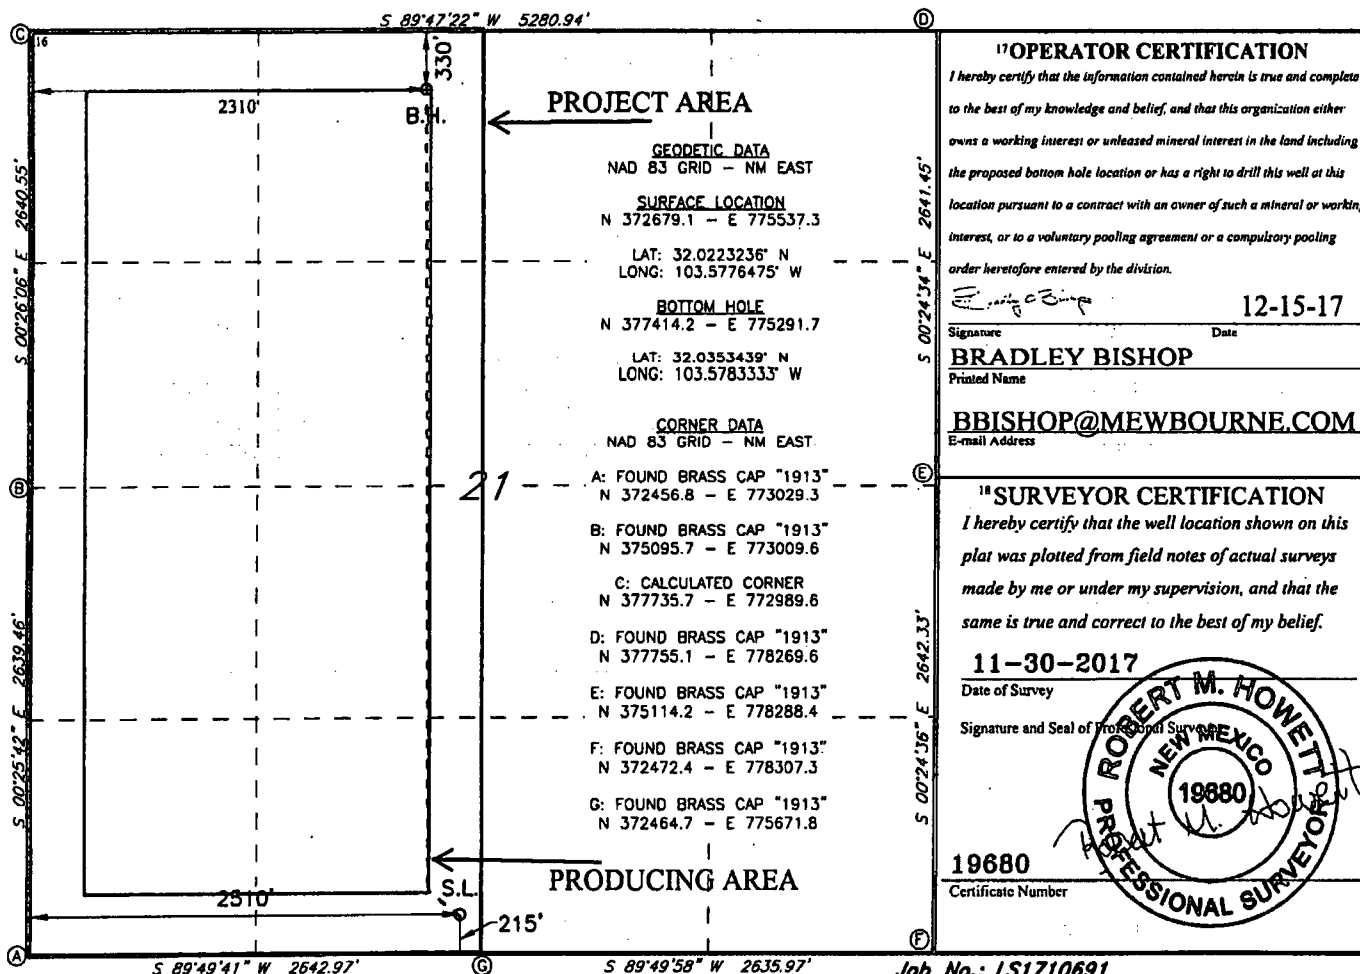 S 89°47'22" W 5280.94'
C
D
16
330'
2310'
B.H.
PROJECT AREA
GEODETIC DATA
NAD 83 GRID - NM EAST
SURFACE LOCATION
N 372679.1 - E 775537.3
LAT: 32.0223236° N
LONG: 103.5776475° W
BOTTOM HOLE
N 377414.2 - E 775291.7
LAT: 32.0353439° N
LONG: 103.5783333° W
CORNER DATA
NAD 83 GRID - NM EAST
A: FOUND BRASS CAP "1913"
N 372456.8 - E 773029.3
B: FOUND BRASS CAP "1913"
N 375095.7 - E 773009.6
C: CALCULATED CORNER
N 377735.7 - E 772989.6
D: FOUND BRASS CAP "1913"
N 377755.1 - E 778269.6
E: FOUND BRASS CAP "1913"
N 375114.2 - E 778288.4
F: FOUND BRASS CAP "1913"
N 372472.4 - E 778307.3
G: FOUND BRASS CAP "1913"
N 372464.7 - E 775671.8
S 00°26'06" E 2640.55'
S 00°25'42" E 2639.46'
S 00°24'34" E 2641.45'
S 00°24'36" E 2642.33'
B
21
E
PRODUCING AREA
2510'
S.L.
215'
A
S 89°49'41" W 2642.97'
G
S 89°49'58" W 2635.97'
F
17 OPERATOR CERTIFICATION
I hereby certify that the information contained herein is true and complete
to the best of my knowledge and belief, and that this organization either
owns a working interest or unleased mineral interest in the land including
the proposed bottom hole location or has a right to drill this well at this
location pursuant to a contract with an owner of such a mineral or working
interest, or to a voluntary pooling agreement or a compulsory pooling
order heretofore entered by the division.
12-15-17
Signature Date
BRADLEY BISHOP
Printed Name
BBISHOP@MEWBOURNE.COM
E-mail Address
18 SURVEYOR CERTIFICATION
I hereby certify that the well location shown on this
plat was plotted from field notes of actual surveys
made by me or under my supervision, and that the
same is true and correct to the best of my belief.
11-30-2017
Date of Survey
Signature and Seal of Professional Surveyor
ROBERT M. HOWETT
NEW MEXICO
19680
PROFESSIONAL SURVEYOR
Robert M. Howett
19680
Certificate Number
Job No.: LS1710691